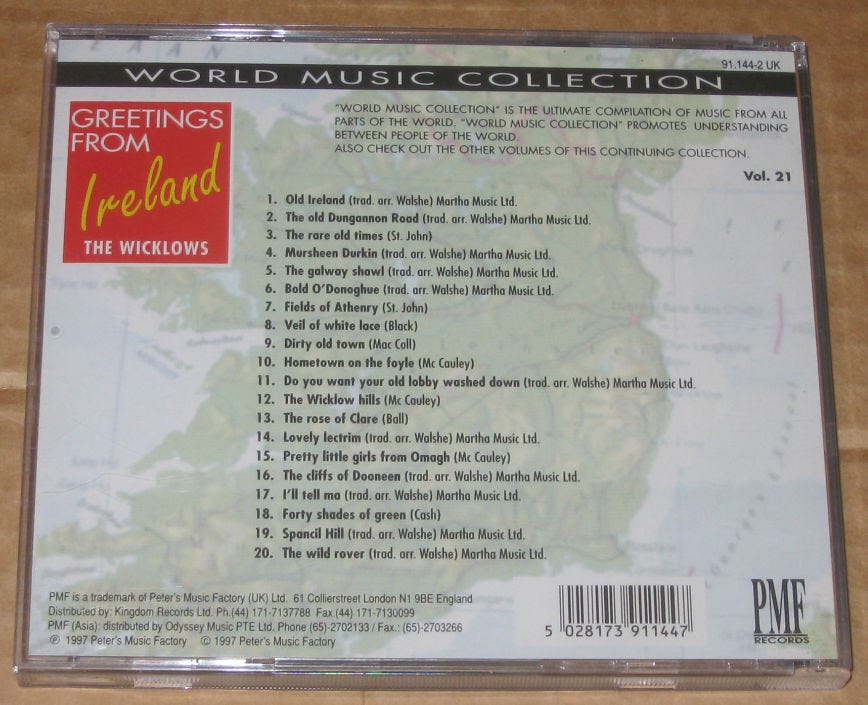 91.144-2 UK
WORLD MUSIC COLLECTION
GREETINGS
FROM
Ireland
THE WICKLOWS
"WORLD MUSIC COLLECTION" IS THE ULTIMATE COMPILATION OF MUSIC FROM ALL
PARTS OF THE WORLD. "WORLD MUSIC COLLECTION" PROMOTES UNDERSTANDING
BETWEEN PEOPLE OF THE WORLD.
ALSO CHECK OUT THE OTHER VOLUMES OF THIS CONTINUING COLLECTION.
Vol. 21
1. Old Ireland (trad. arr. Walshe) Martha Music Ltd.
2. The old Dungannon Road (trad. arr. Walshe) Martha Music Ltd.
3. The rare old times (St. John)
4. Mursheen Durkin (trad. arr. Walshe) Martha Music Ltd.
5. The galway shawl (trad. arr. Walshe) Martha Music Ltd.
6. Bold O'Donoghue (trad. arr. Walshe) Martha Music Ltd.
7. Fields of Athenry (St. John)
8. Veil of white lace (Black)
9. Dirty old town (Mac Coll)
10. Hometown on the foyle (Mc Cauley)
11. Do you want your old lobby washed down (trad. arr. Walshe) Martha Music Ltd.
12. The Wicklow hills (Mc Cauley)
13. The rose of Clare (Ball)
14. Lovely lectrim (trad. arr. Walshe) Martha Music Ltd.
15. Pretty little girls from Omagh (Mc Cauley)
16. The cliffs of Dooneen (trad. arr. Walshe) Martha Music Ltd.
17. I'll tell ma (trad. arr. Walshe) Martha Music Ltd.
18. Forty shades of green (Cash)
19. Spancil Hill (trad. arr. Walshe) Martha Music Ltd.
20. The wild rover (trad. arr. Walshe) Martha Music Ltd.
PMF is a trademark of Peter's Music Factory (UK) Ltd. 61 Collierstreet London N1 9BE England
Distributed by: Kingdom Records Ltd. Ph.(44) 171-7137788 Fax.(44) 171-7130099
PMF (Asia): distributed by Odyssey Music PTE Ltd. Phone (65)-2702133 / Fax.: (65)-2703266
℗ 1997 Peter's Music Factory © 1997 Peter's Music Factory
5 028173 911447
PMF
RECORDS